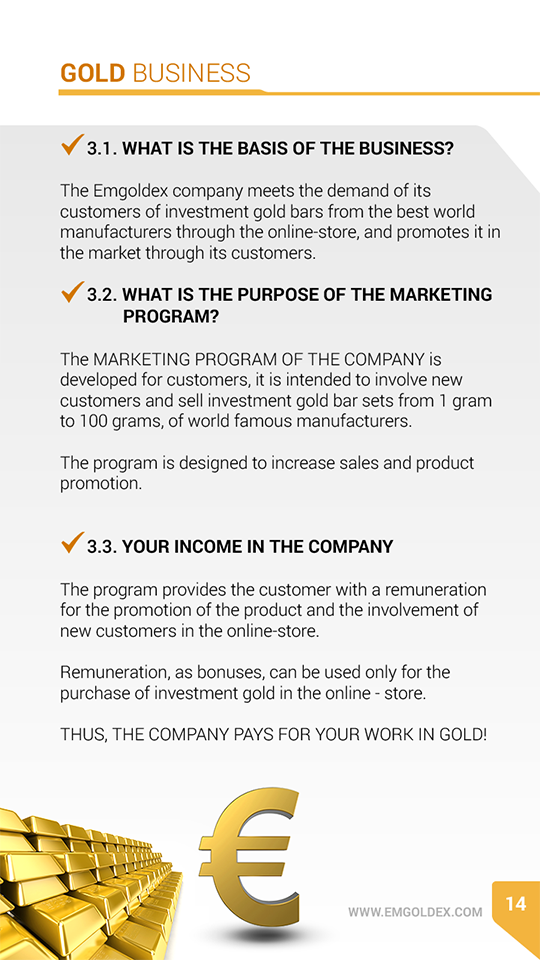 GOLD BUSINESS
3.1. WHAT IS THE BASIS OF THE BUSINESS?
The Emgoldex company meets the demand of its
customers of investment gold bars from the best world
manufacturers through the online-store, and promotes it in
the market through its customers.
3.2. WHAT IS THE PURPOSE OF THE MARKETING
PROGRAM?
The MARKETING PROGRAM OF THE COMPANY is
developed for customers, it is intended to involve new
customers and sell investment gold bar sets from 1 gram
to 100 grams, of world famous manufacturers.
The program is designed to increase sales and product
promotion.
3.3. YOUR INCOME IN THE COMPANY
The program provides the customer with a remuneration
for the promotion of the product and the involvement of
new customers in the online-store.
Remuneration, as bonuses, can be used only for the
purchase of investment gold in the online - store.
THUS, THE COMPANY PAYS FOR YOUR WORK IN GOLD!
€
WWW.EMGOLDEX.COM 14